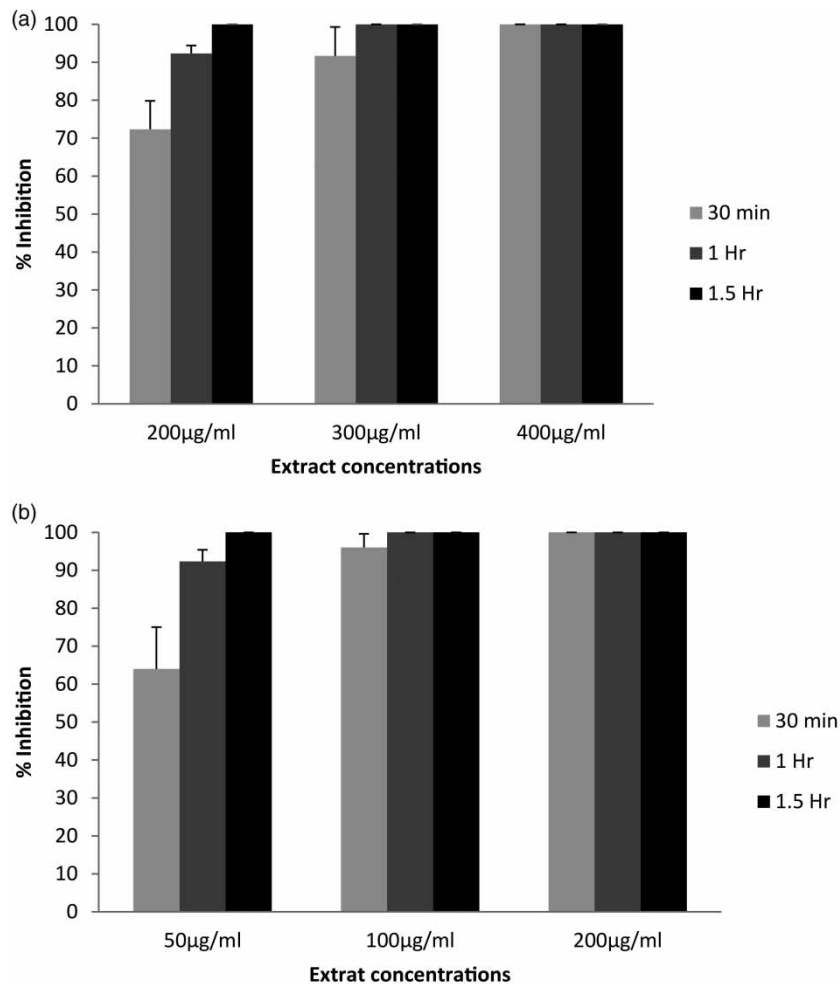 (a)
100
90
80
70
60
50
40
30
20
10
0
% Inhibition
200µg/ml 300µg/ml 400µg/ml
Extract concentrations
30 min
1 Hr
1.5 Hr
(b)
100
90
80
70
60
50
40
30
20
10
0
% Inhibition
50µg/ml 100µg/ml 200µg/ml
Extrat concentrations
30 min
1 Hr
1.5 Hr